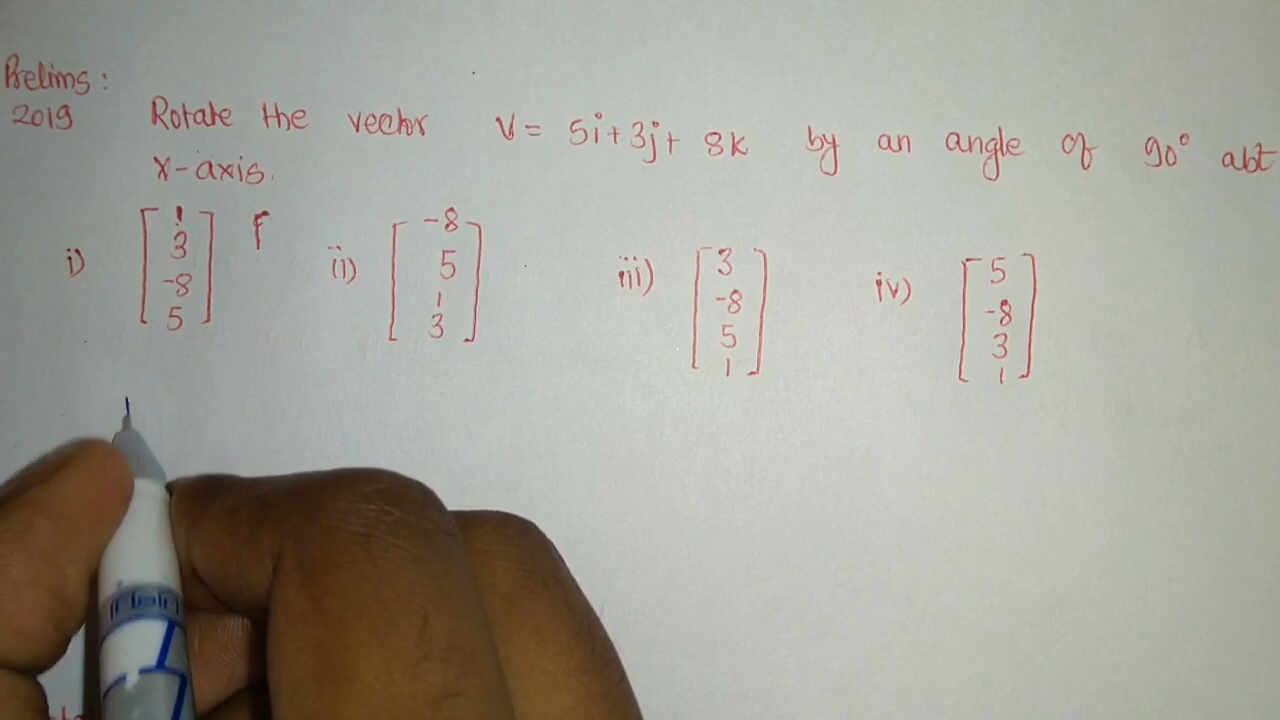 Prelims:
2019 Rotate the vector V = 5i + 3j + 8k by an angle of 90° abt
x-axis.
i) [1 3 -8 5] ii) [-8 5 1 3] iii) [3 -8 5 1] iv) [5 -8 3 1]